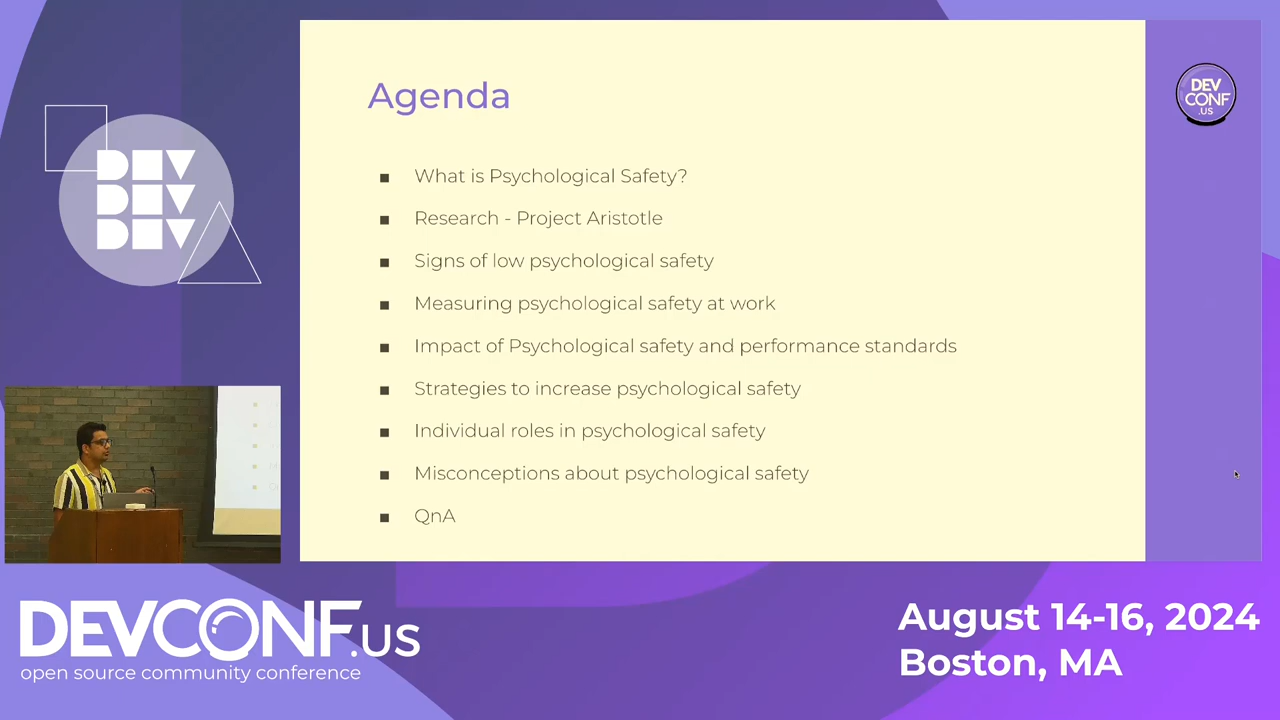 Agenda
DEV
CONF
.US
DEV
DEV
DEV
■ What is Psychological Safety?
■ Research - Project Aristotle
■ Signs of low psychological safety
■ Measuring psychological safety at work
■ Impact of Psychological safety and performance standards
■ Strategies to increase psychological safety
■ Individual roles in psychological safety
■ Misconceptions about psychological safety
■ QnA
DEVCONF.US
open source community conference
August 14-16, 2024
Boston, MA